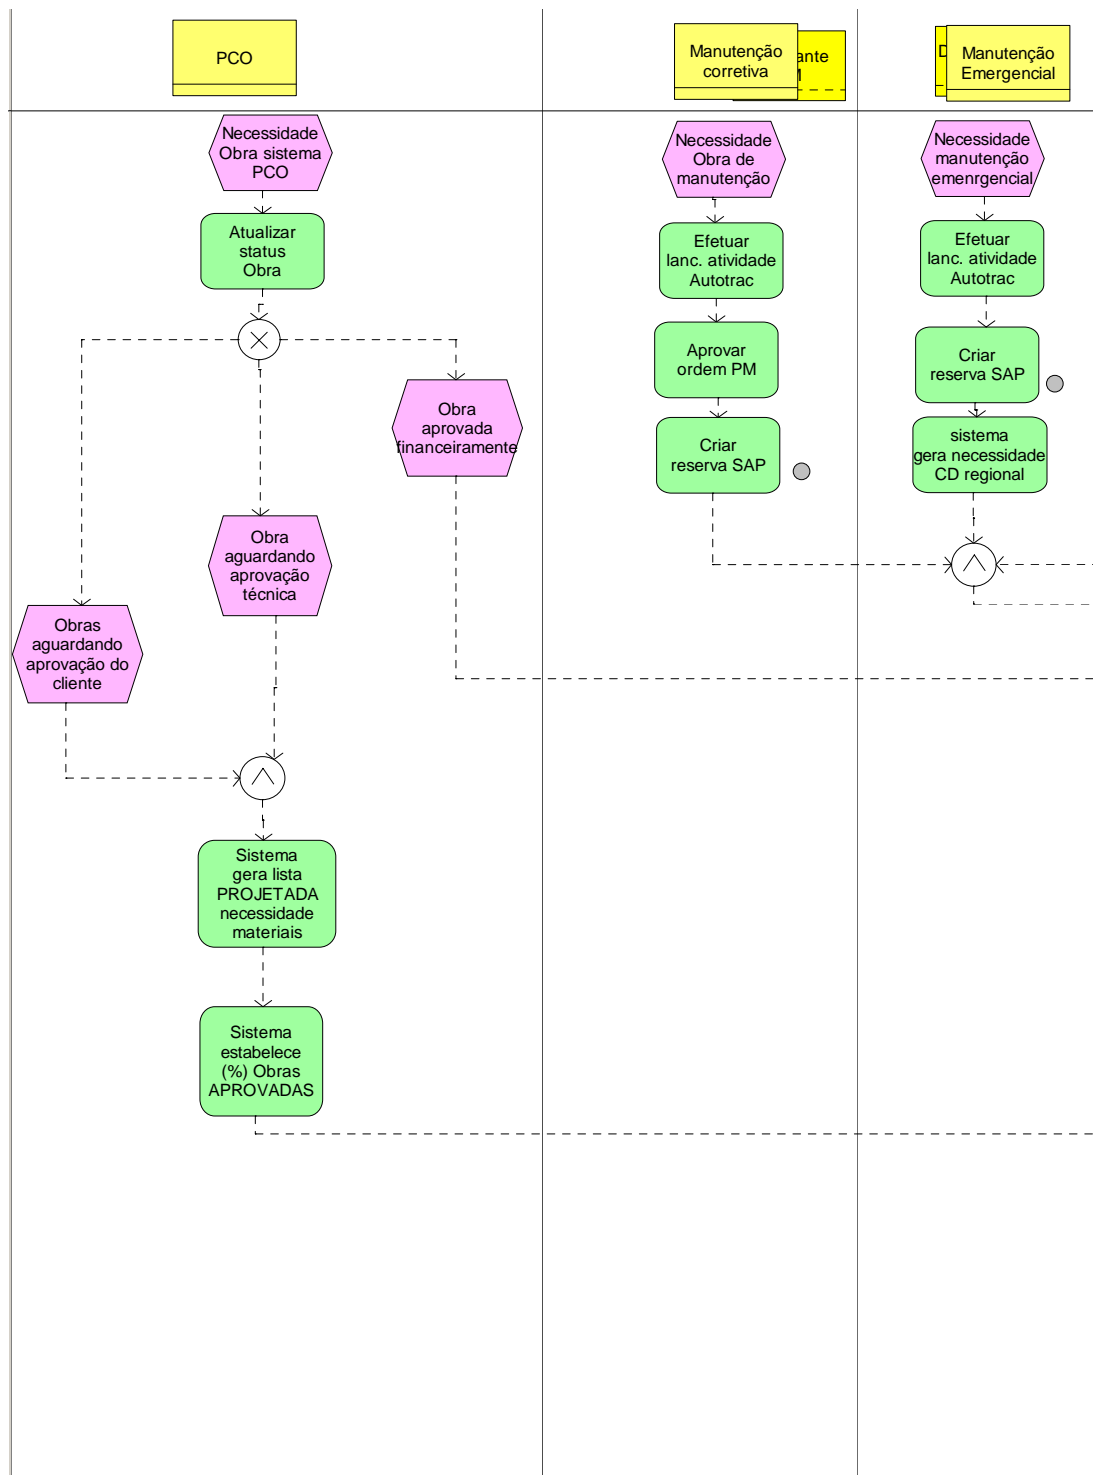 PCO
Manutenção
corretiva
Manutenção
Emergencial
Necessidade
Obra sistema
PCO
Atualizar
status
Obra
Obra
aprovada
financeiramente
Obra
aguardando
aprovação
técnica
Obras
aguardando
aprovação do
cliente
Sistema
gera lista
PROJETADA
necessidade
materiais
Sistema
estabelece
(%) Obras
APROVADAS
Necessidade
Obra de
manutenção
Efetuar
lanc. atividade
Autotrac
Aprovar
ordem PM
Criar
reserva SAP
Necessidade
manutenção
emenrgencial
Efetuar
lanc. atividade
Autotrac
Criar
reserva SAP
sistema
gera necessidade
CD regional